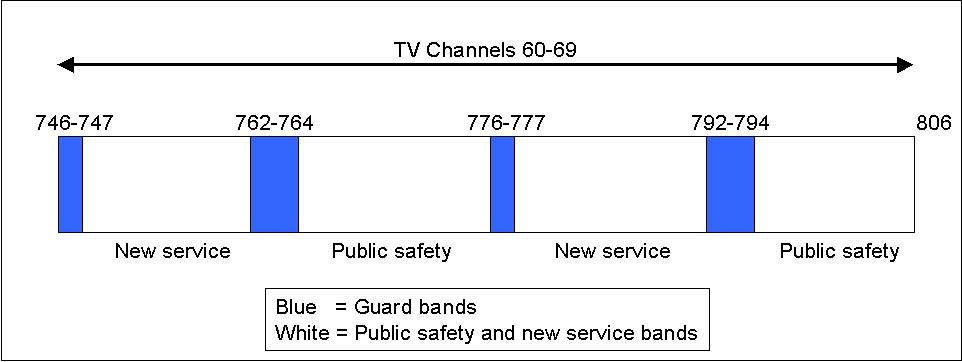 TV Channels 60-69
746-747 762-764 776-777 792-794 806
New service Public safety New service Public safety
Blue = Guard bands
White = Public safety and new service bands